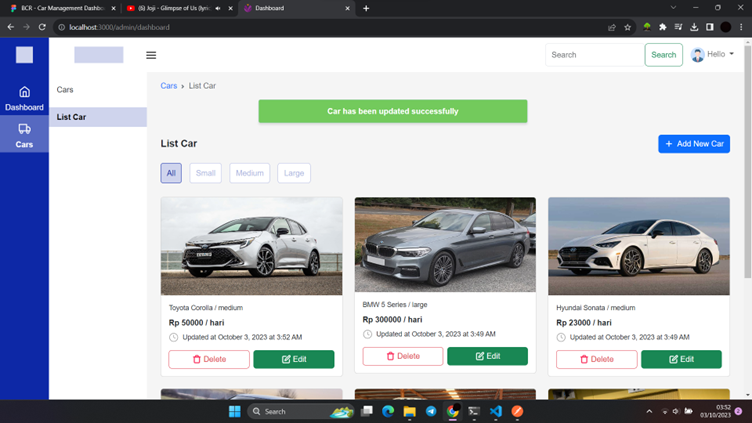 BCR - Car Management Dashbo
(6) Joji - Glimpse of Us (lyric
Dashboard
localhost:3000/admin/dashboard
Search
Search
Hello
Dashboard
Cars
Cars
List Car
Cars › List Car
Car has been updated successfully
List Car
+ Add New Car
All
Small
Medium
Large
Toyota Corolla / medium
Rp 50000 / hari
Updated at October 3, 2023 at 3:52 AM
Delete
Edit
BMW 5 Series / large
Rp 300000 / hari
Updated at October 3, 2023 at 3:49 AM
Delete
Edit
Hyundai Sonata / medium
Rp 23000 / hari
Updated at October 3, 2023 at 3:49 AM
Delete
Edit
Search
03:52
03/10/2023
2